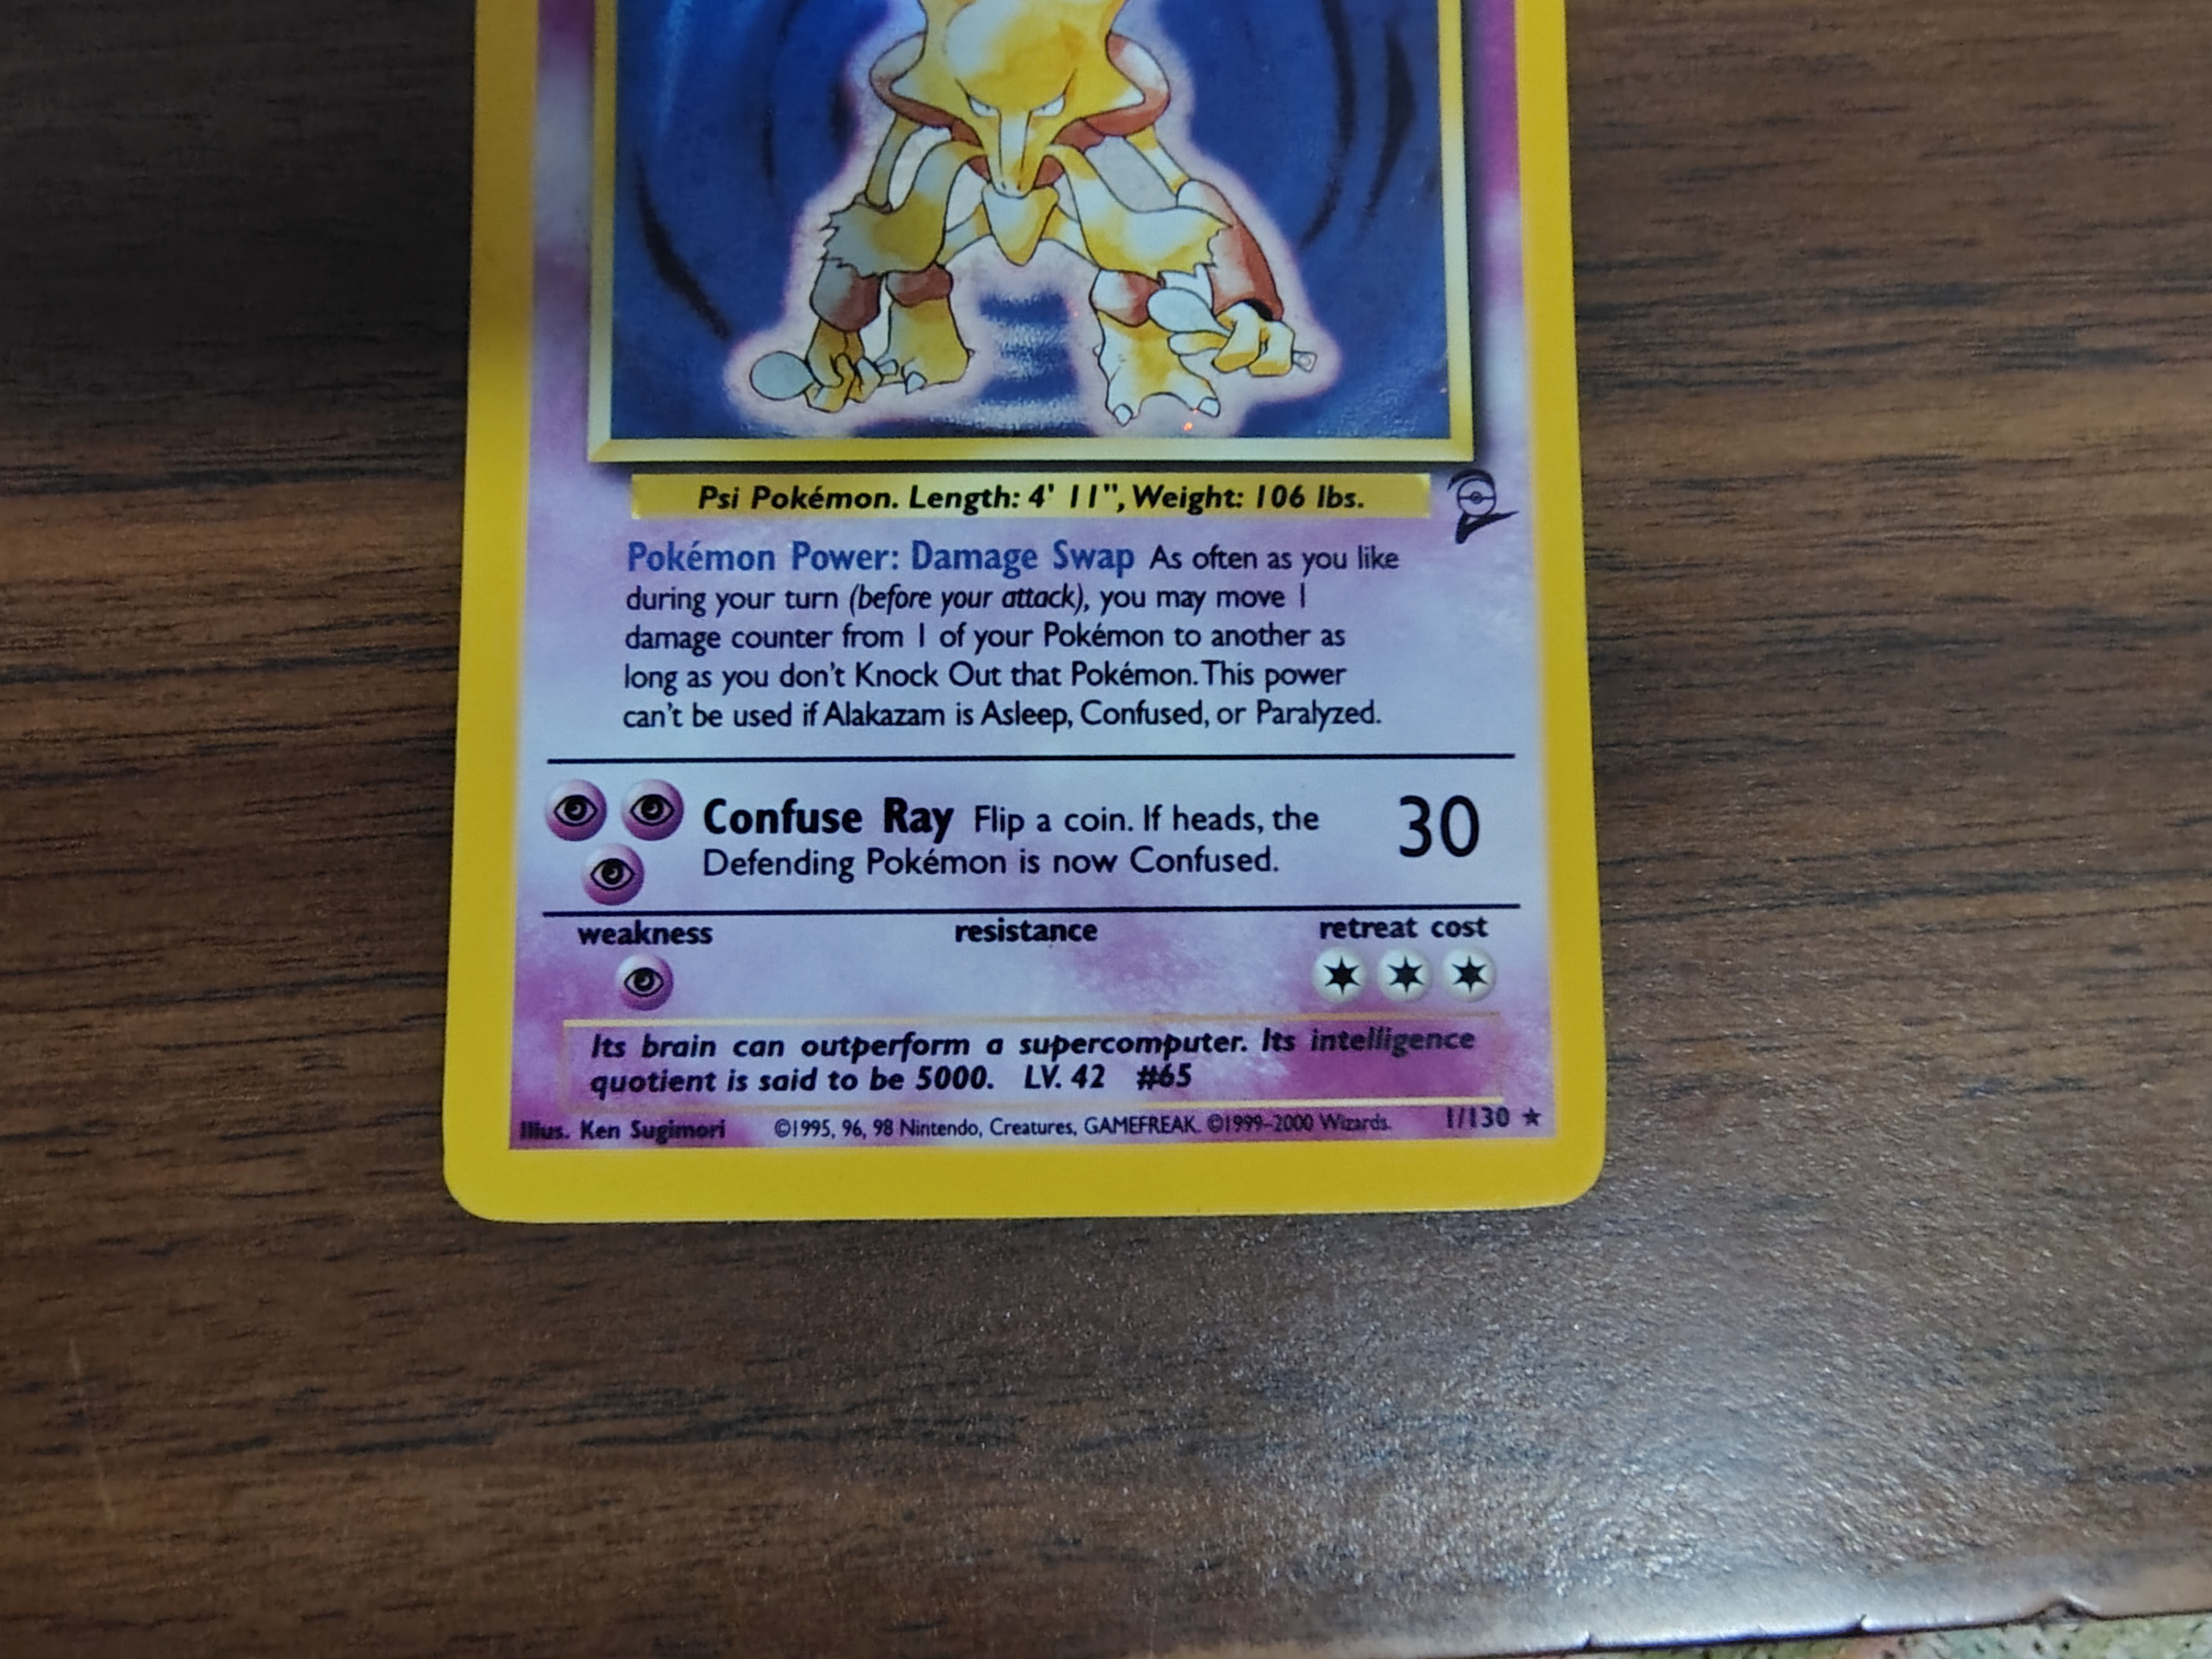 Psi Pokémon. Length: 4' 11", Weight: 106 lbs.
Pokémon Power: Damage Swap As often as you like
during your turn (before your attack), you may move 1
damage counter from 1 of your Pokémon to another as
long as you don't Knock Out that Pokémon. This power
can't be used if Alakazam is Asleep, Confused, or Paralyzed.
Confuse Ray Flip a coin. If heads, the
Defending Pokémon is now Confused.
30
weakness
resistance
retreat cost
Its brain can outperform a supercomputer. Its intelligence
quotient is said to be 5000. LV. 42 #65
Illus. Ken Sugimori ©1995, 96, 98 Nintendo, Creatures, GAMEFREAK. ©1999–2000 Wizards. 1/130 ★